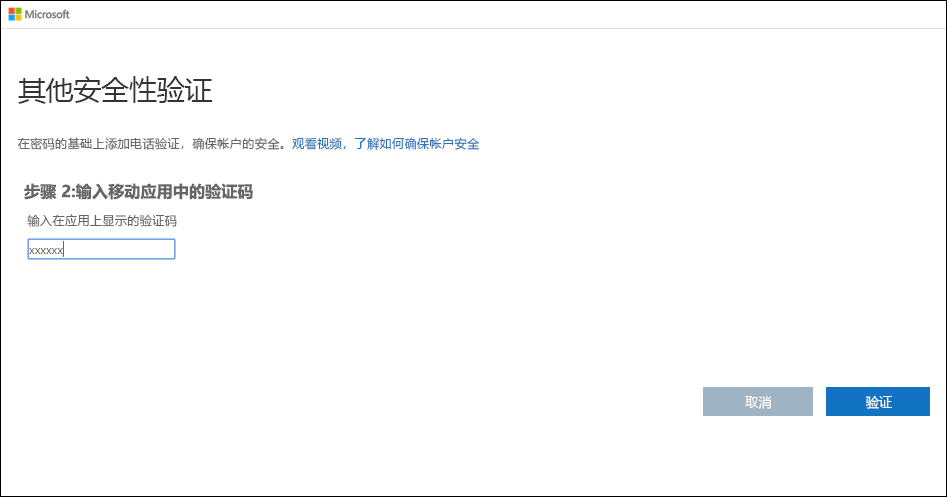 Microsoft
其他安全性验证
在密码的基础上添加电话验证，确保帐户的安全。观看视频，了解如何确保帐户安全
步骤 2:输入移动应用中的验证码
输入在应用上显示的验证码
xxxxxx
取消 验证